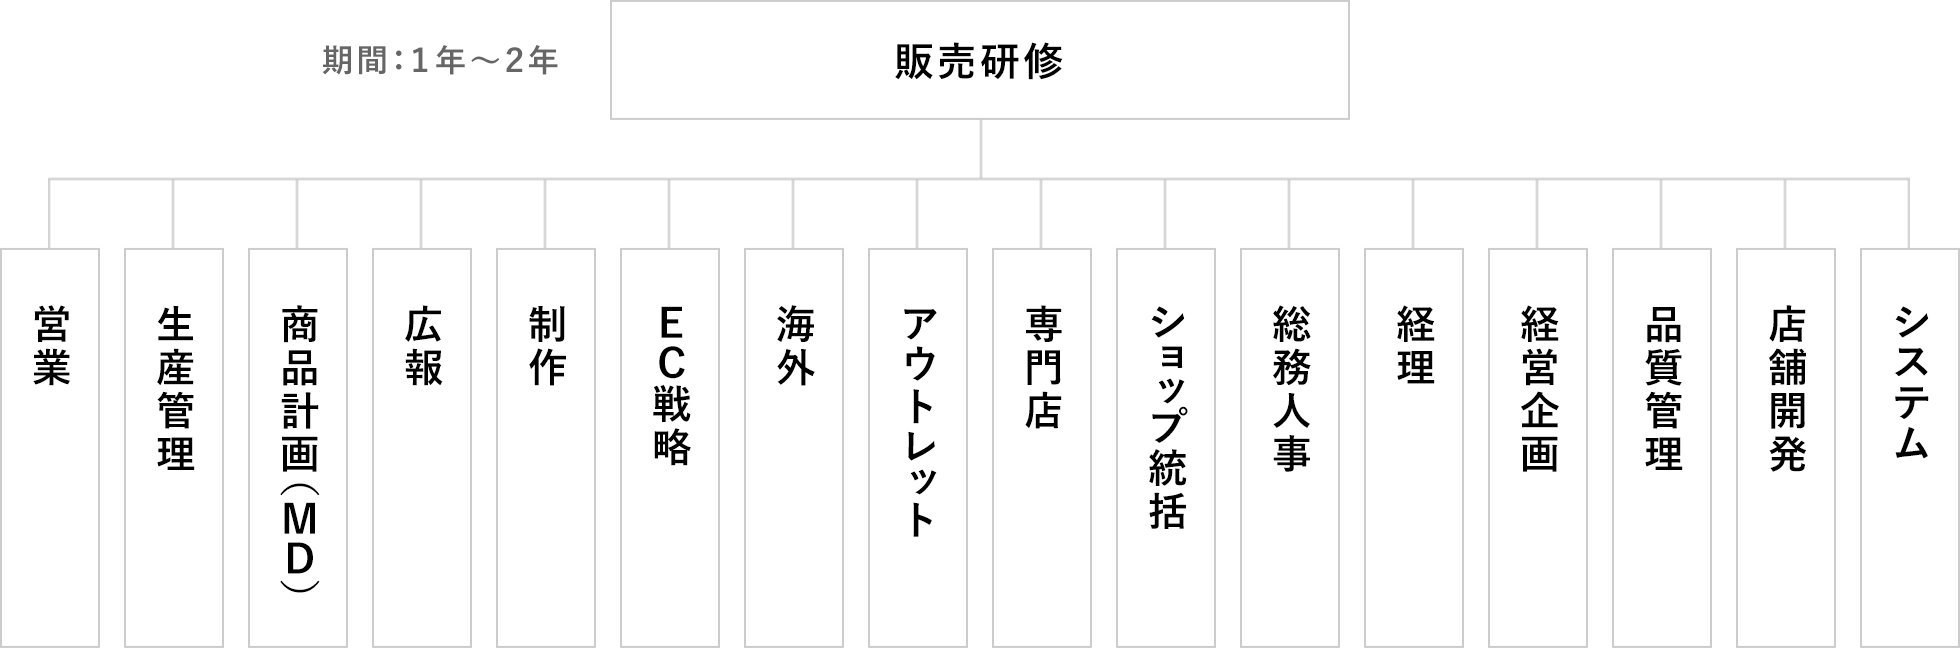 期間：1年〜2年
販売研修
営業
生産管理
商品計画（MD）
広報
制作
EC戦略
海外
アウトレット
専門店
ショップ統括
総務人事
経理
経営企画
品質管理
店舗開発
システム